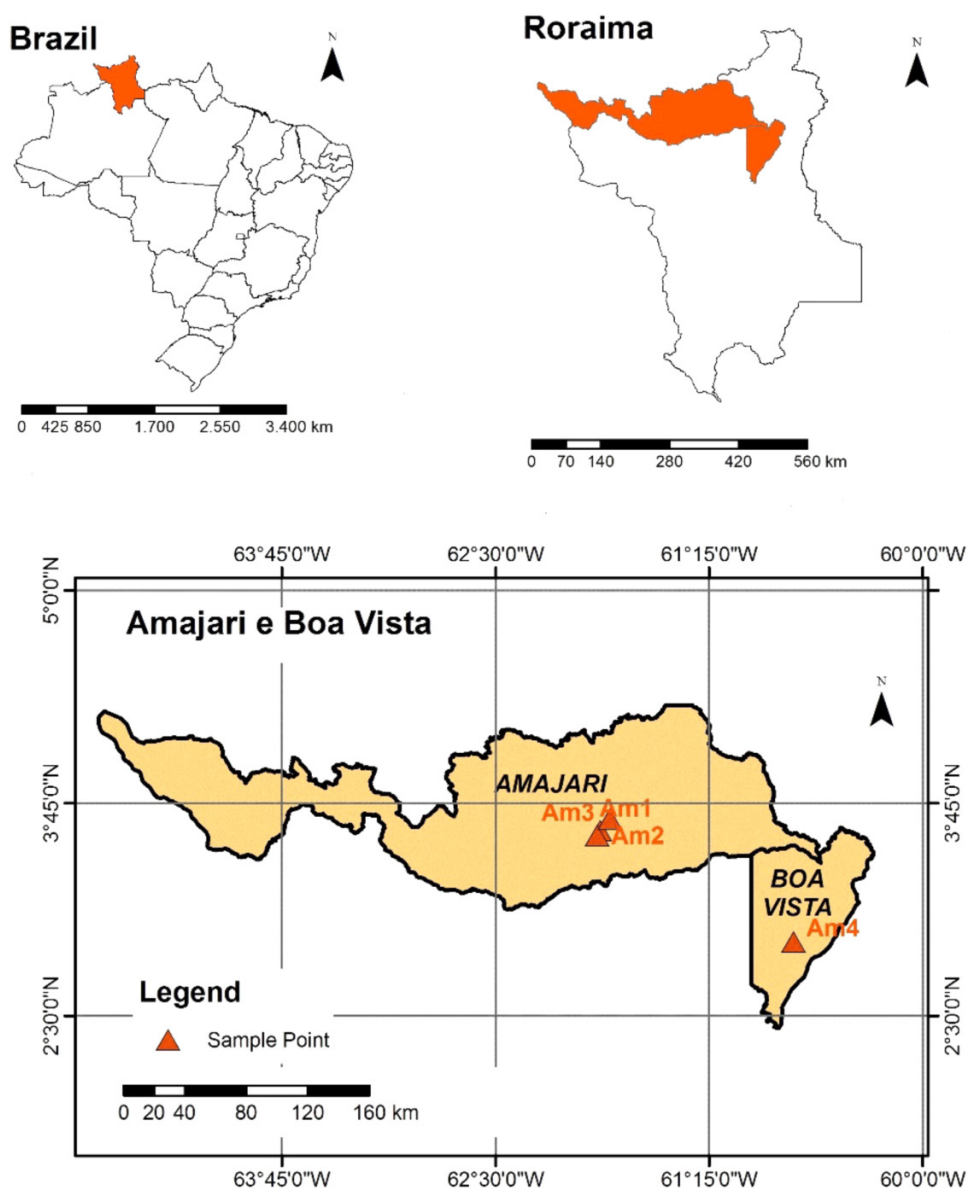 Brazil
N
0 425 850 1.700 2.550 3.400 km
Roraima
N
0 70 140 280 420 560 km
63°45'0"W 62°30'0"W 61°15'0"W 60°0'0"W
5°0'0"N
Amajari e Boa Vista
N
AMAJARI
3°45'0"N 3°45'0"N
Am3 Am1
Am2
BOA
VISTA
Am4
Legend
2°30'0"N 2°30'0"N
Sample Point
0 20 40 80 120 160 km
63°45'0"W 62°30'0"W 61°15'0"W 60°0'0"W